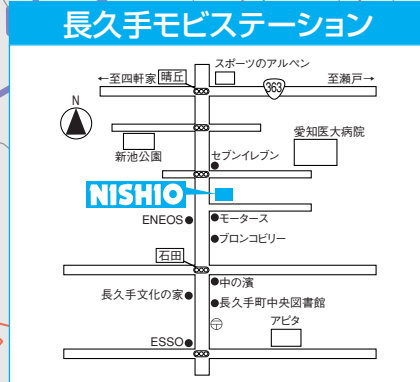 長久手モビステーション
スポーツのアルペン
←至四軒家
晴丘
363
至瀬戸→
N
新池公園
愛知医大病院
セブンイレブン
NISHIO
ENEOS
モータース
ブロンコビリー
石田
中の濱
長久手文化の家
長久手町中央図書館
アピタ
ESSO